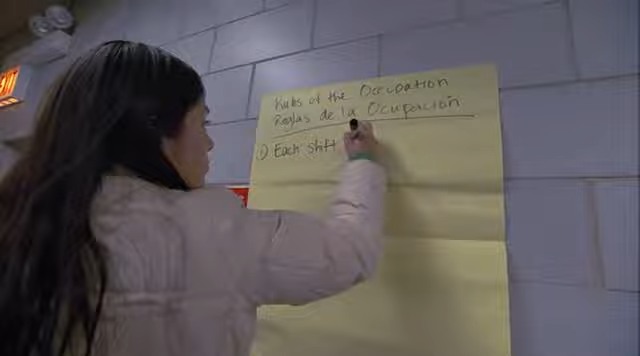 Rules of the Occupation
Reglas de la Ocupación
① Each shift